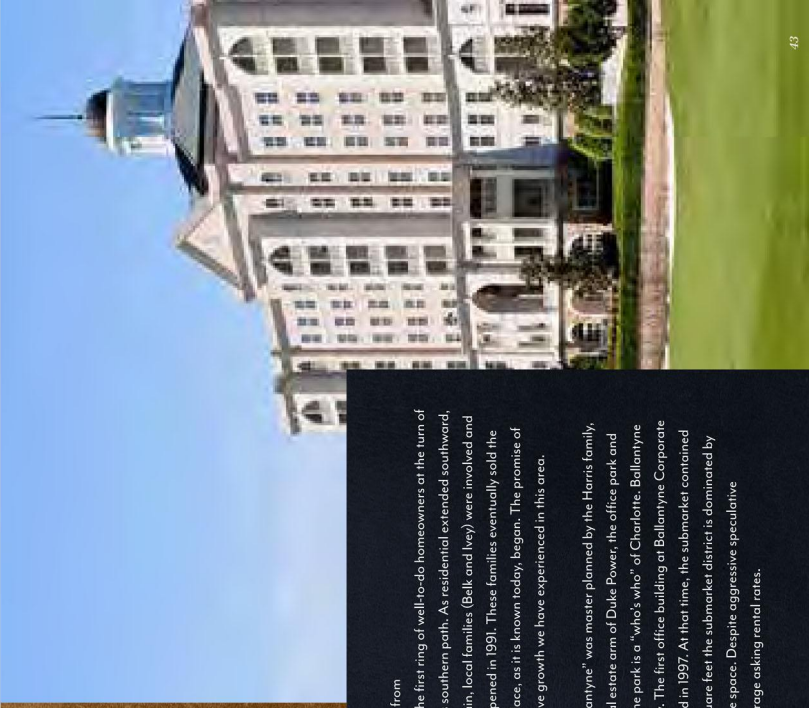 from
he first ring of well-to-do homeowners at the turn of
southern path. As residential extended southward,
in, local families (Belk and Ivey) were involved and
pened in 1991. These families eventually sold the
ace, as it is known today, began. The promise of
ve growth we have experienced in this area.
antyne” was master planned by the Harris family,
l estate arm of Duke Power, the office park and
he park is a “who’s who” of Charlotte. Ballantyne
. The first office building at Ballantyne Corporate
d in 1997. At that time, the submarket contained
uare feet the submarket district is dominated by
e space. Despite aggressive speculative
rage asking rental rates.
43